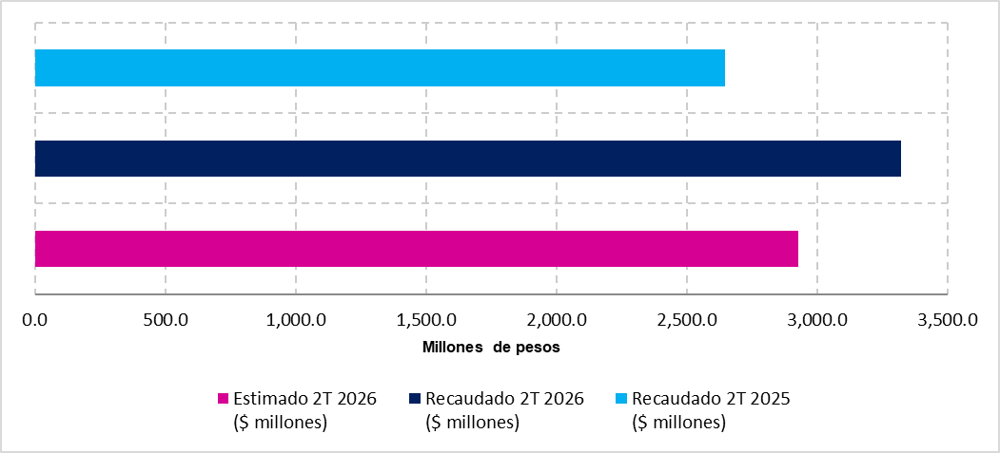 0.0 500.0 1,000.0 1,500.0 2,000.0 2,500.0 3,000.0 3,500.0
Millones de pesos
Estimado 2T 2026 Recaudado 2T 2026 Recaudado 2T 2025
($ millones) ($ millones) ($ millones)